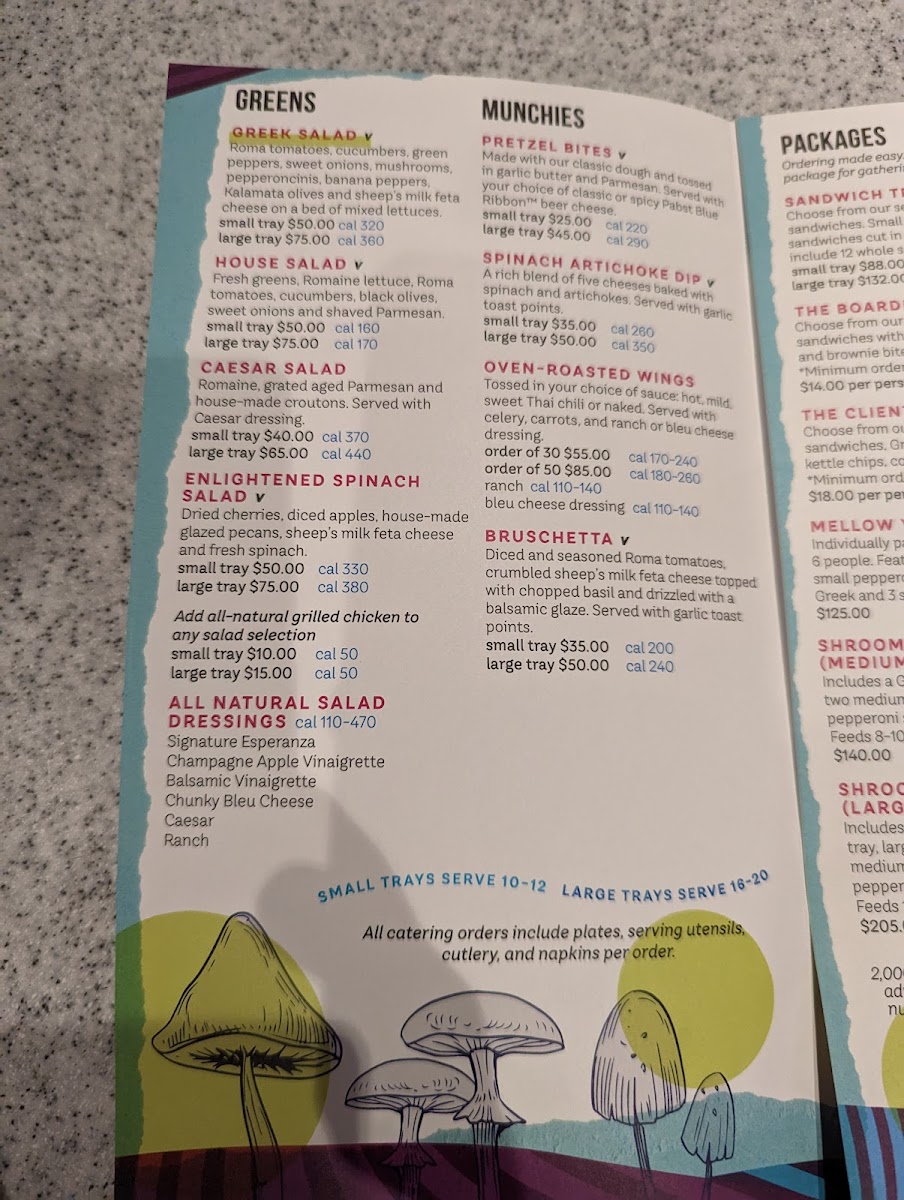 GREENS
GREEK SALAD v
Roma tomatoes, cucumbers, green
peppers, sweet onions, mushrooms,
pepperoncinis, banana peppers,
Kalamata olives and sheep's milk feta
cheese on a bed of mixed lettuces.
small tray $50.00 cal 320
large tray $75.00 cal 360
HOUSE SALAD v
Fresh greens, Romaine lettuce, Roma
tomatoes, cucumbers, black olives,
sweet onions and shaved Parmesan.
small tray $50.00 cal 160
large tray $75.00 cal 170
CAESAR SALAD
Romaine, grated aged Parmesan and
house-made croutons. Served with
Caesar dressing.
small tray $40.00 cal 370
large tray $65.00 cal 440
ENLIGHTENED SPINACH
SALAD v
Dried cherries, diced apples, house-made
glazed pecans, sheep's milk feta cheese
and fresh spinach.
small tray $50.00 cal 330
large tray $75.00 cal 380
Add all-natural grilled chicken to
any salad selection
small tray $10.00 cal 50
large tray $15.00 cal 50
ALL NATURAL SALAD
DRESSINGS cal 110-470
Signature Esperanza
Champagne Apple Vinaigrette
Balsamic Vinaigrette
Chunky Bleu Cheese
Caesar
Ranch
MUNCHIES
PRETZEL BITES v
Made with our classic dough and tossed
in garlic butter and Parmesan. Served with
your choice of classic or spicy Pabst Blue
Ribbon™ beer cheese.
small tray $25.00 cal 220
large tray $45.00 cal 290
SPINACH ARTICHOKE DIP v
A rich blend of five cheeses baked with
spinach and artichokes. Served with garlic
toast points.
small tray $35.00 cal 260
large tray $50.00 cal 350
OVEN-ROASTED WINGS
Tossed in your choice of sauce: hot, mild,
sweet Thai chili or naked. Served with
celery, carrots, and ranch or bleu cheese
dressing.
order of 30 $55.00 cal 170-240
order of 50 $85.00 cal 180-260
ranch cal 110-140
bleu cheese dressing cal 110-140
BRUSCHETTA v
Diced and seasoned Roma tomatoes,
crumbled sheep's milk feta cheese topped
with chopped basil and drizzled with a
balsamic glaze. Served with garlic toast
points.
small tray $35.00 cal 200
large tray $50.00 cal 240
SMALL TRAYS SERVE 10-12 LARGE TRAYS SERVE 16-20
All catering orders include plates, serving utensils,
cutlery, and napkins per order.
PACKAGES
Ordering made easy.
package for
SANDWICH
Choose from our
sandwiches. Small
sandwiches cut in
include 12 whole
small tray $88.00
large tray $132.00
THE
Choose from our
sandwiches with
and brownie
*Minimum
$14.00 per
THE
Choose from
sandwiches.
kettle chips,
*Minimum
$18.00 per
MELLOW
Individually
6 people.
small
Greek and 3
$125.00
(MEDIUM
Includes a
two medium
pepperoni
Feeds 8-10
$140.00
Includes
tray,
medium
Feeds